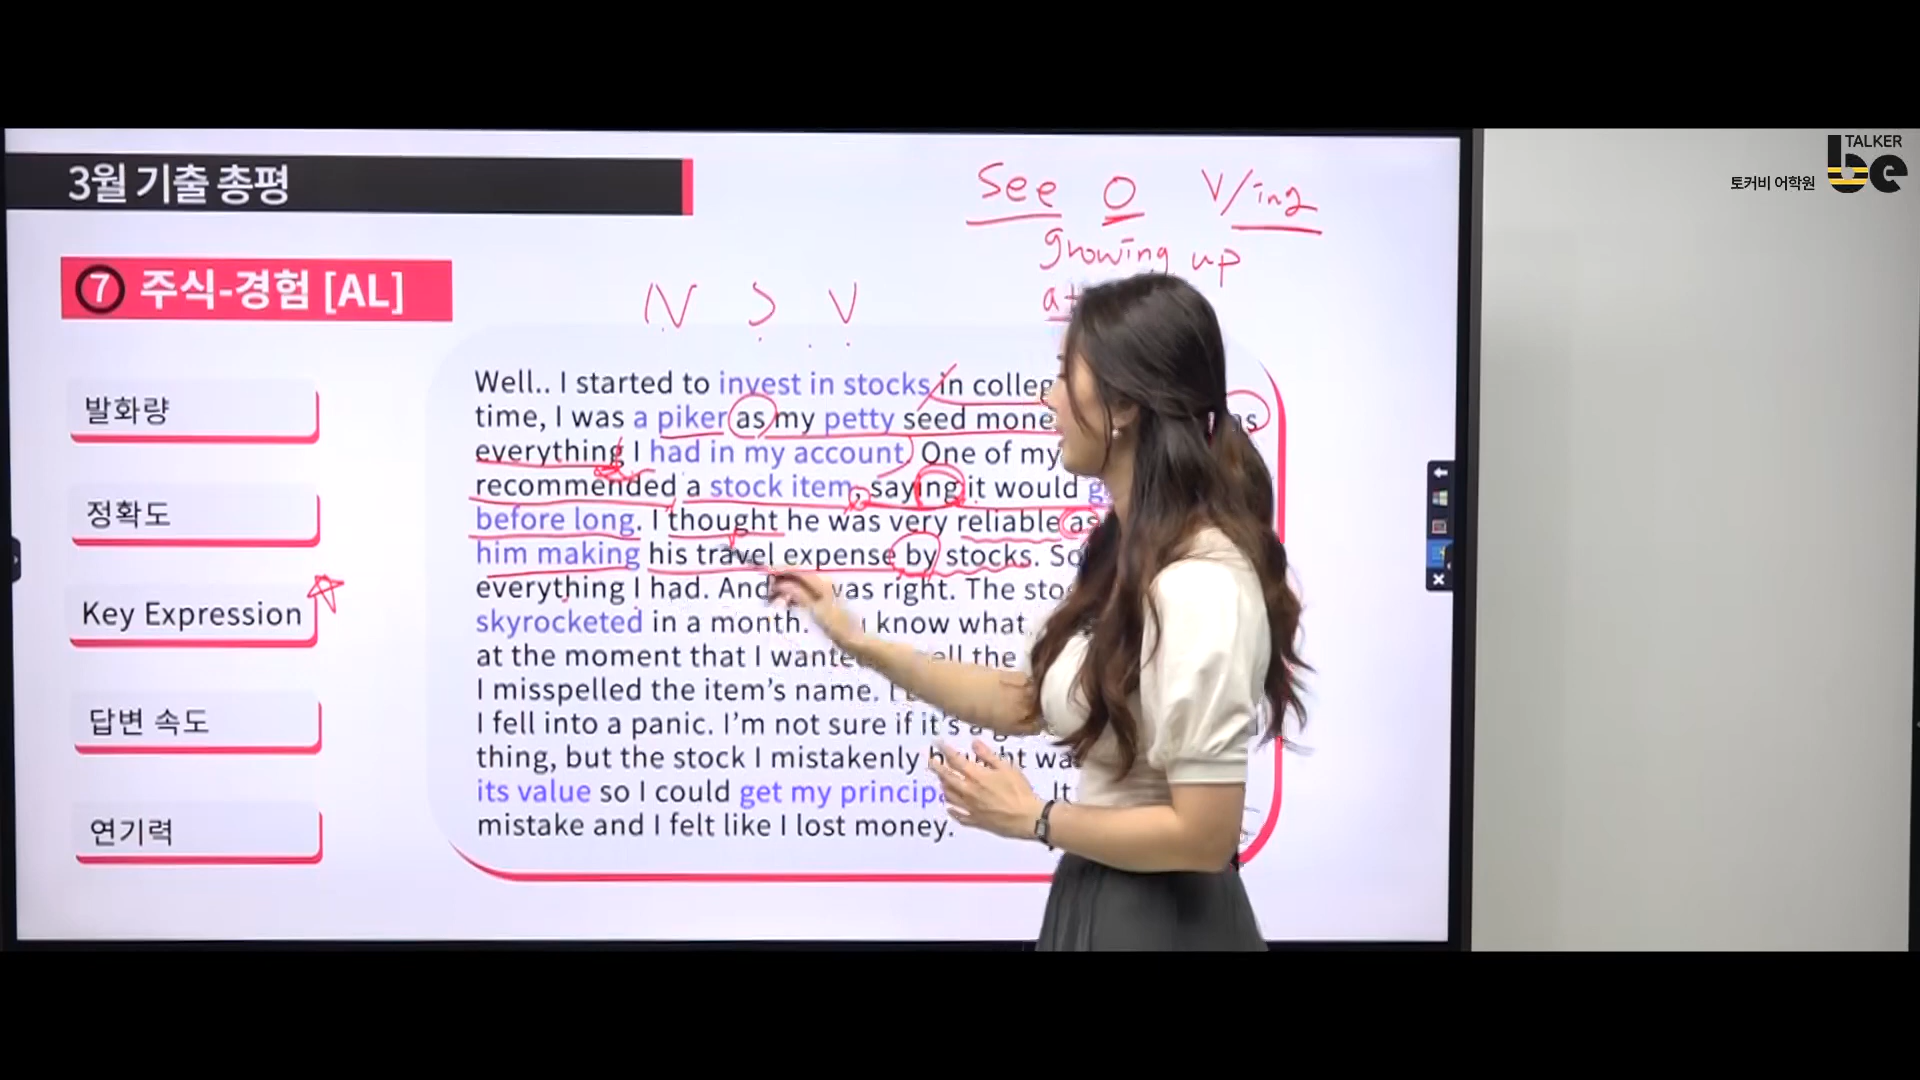 TALKER
be
토커비 어학원
3월 기출 총평
See O V/ing
growing up
⑦ 주식-경험 [AL]
N S V
발화량
정확도
Key Expression
답변 속도
연기력
Well.. I started to invest in stocks in colleg
time, I was a piker as my petty seed mone as
everything I had in my account. One of my
recommended a stock item, saying it would g
before long. I thought he was very reliable as
him making his travel expense by stocks. So
everything I had. And was right. The sto
skyrocketed in a month. know what
at the moment that I wante ell the
I misspelled the item's name. I
I fell into a panic. I'm not sure if it's a
thing, but the stock I mistakenly wa
its value so I could get my principa It
mistake and I felt like I lost money.